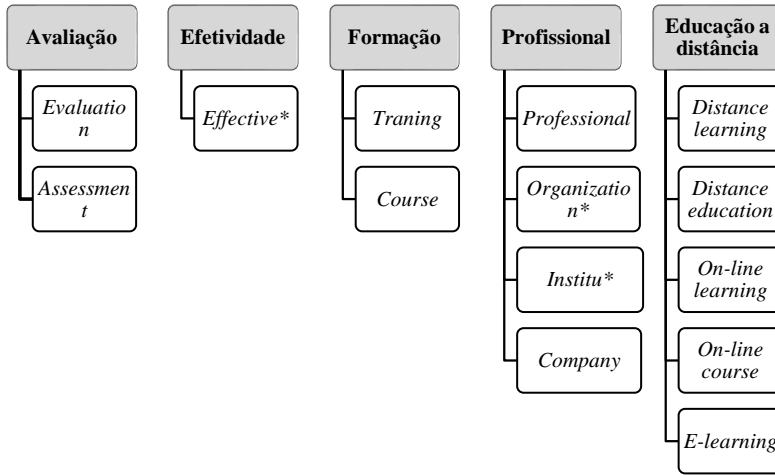 Avaliação
Evaluatio
n
Assessmen
t
Efetividade
Effective*
Formação
Traning
Course
Profissional
Professional
Organizatio
n*
Institu*
Company
Educação a
distância
Distance
learning
Distance
education
On-line
learning
On-line
course
E-learning